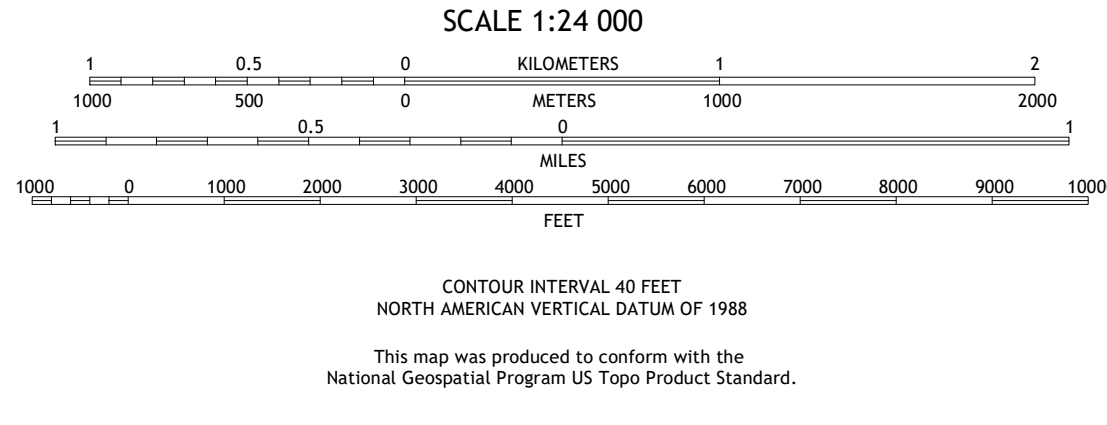 SCALE 1:24 000
1 0.5 0 KILOMETERS 1 2
1000 500 0 METERS 1000 2000
1 0.5 0 1
MILES
1000 0 1000 2000 3000 4000 5000 6000 7000 8000 9000 1000
FEET
CONTOUR INTERVAL 40 FEET
NORTH AMERICAN VERTICAL DATUM OF 1988
This map was produced to conform with the
National Geospatial Program US Topo Product Standard.